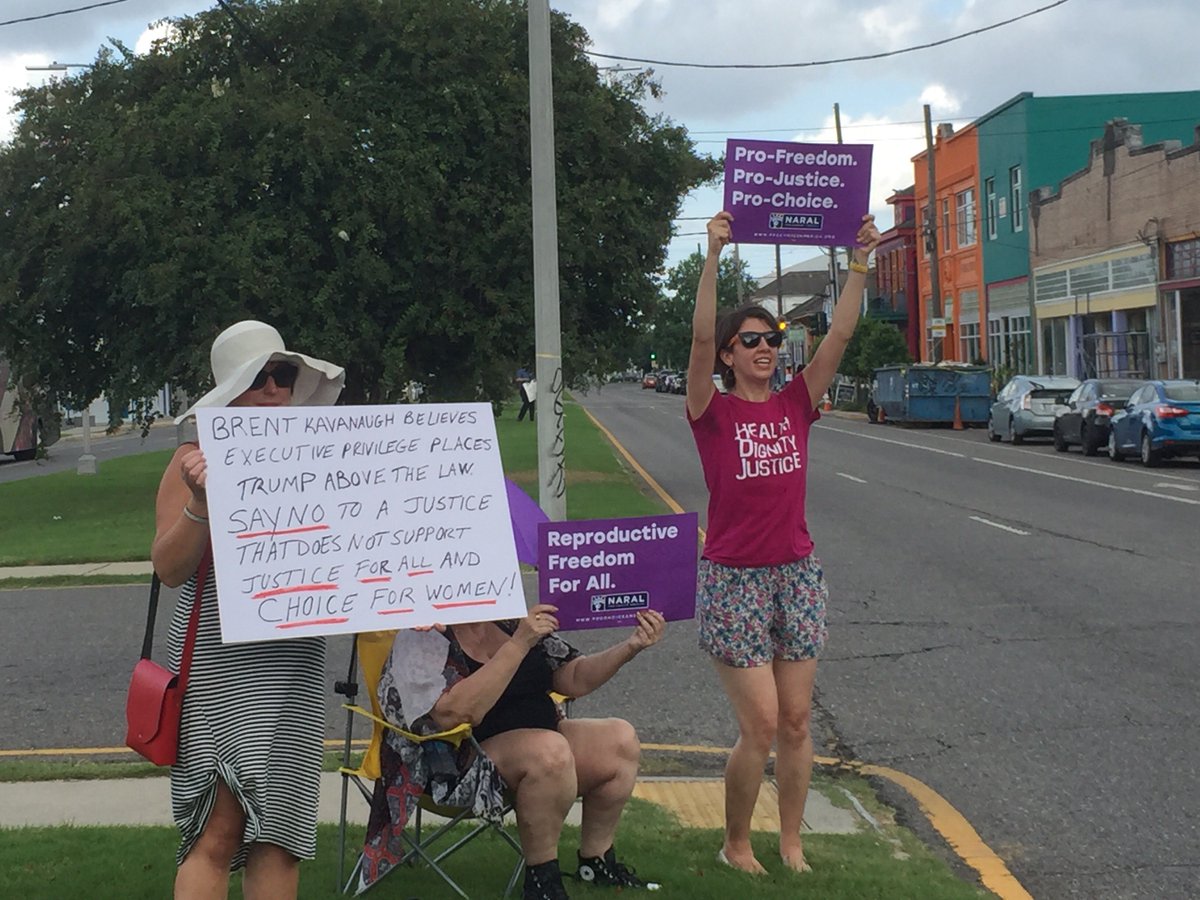 BRENT KAVANAUGH BELIEVES
EXECUTIVE PRIVILEGE PLACES
TRUMP ABOVE THE LAW.
SAY NO TO A JUSTICE
THAT DOES NOT SUPPORT
JUSTICE FOR ALL AND
CHOICE FOR WOMEN!
Reproductive
Freedom
For All.
NARAL
Pro-Freedom.
Pro-Justice.
Pro-Choice.
NARAL
HEALTH
DIGNITY
JUSTICE